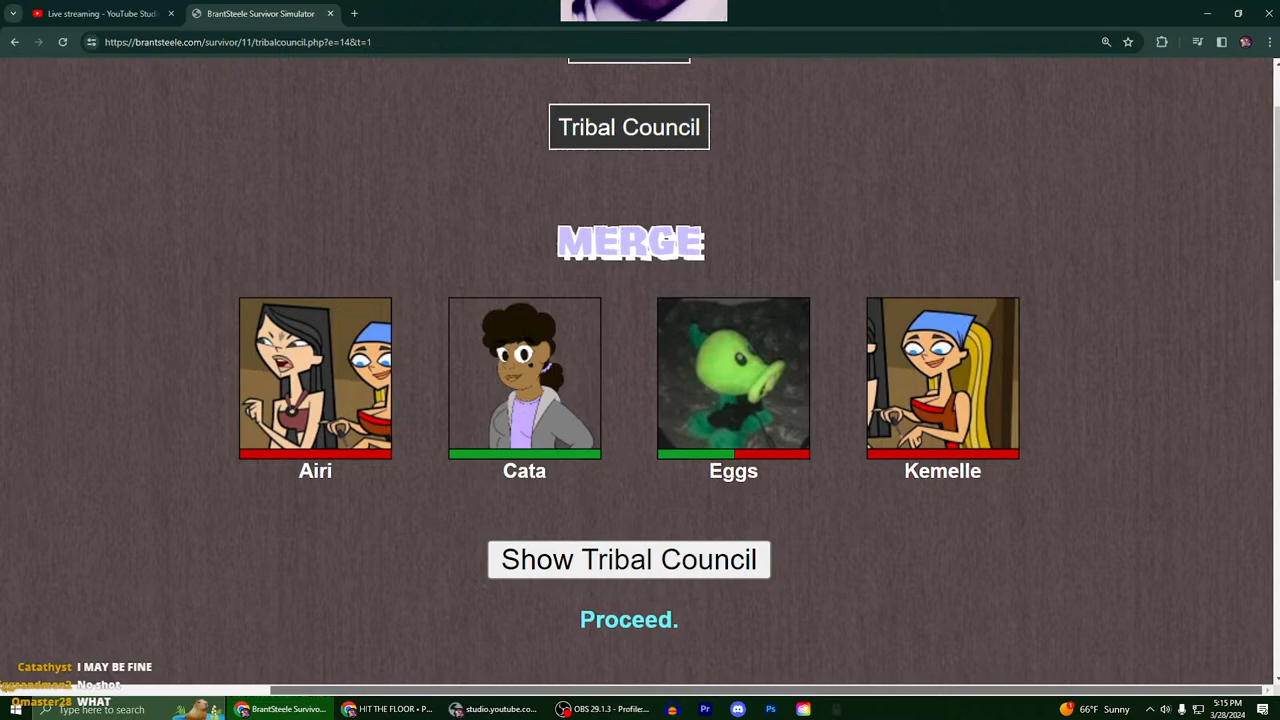 Live streaming - YouTube Stud
BrantSteele Survivor Simulator
https://brantsteele.com/survivor/11/tribalcouncil.php?e=14&t=1
Tribal Council
MERGE
Airi
Cata
Eggs
Kemelle
Show Tribal Council
Proceed.
Catathyst I MAY BE FINE
No shot
Omaster28 WHAT
Type here to search
BrantSteele Survivo...
HIT THE FLOOR • P...
studio.youtube.co...
OBS 29.1.3 - Profile:...
66°F Sunny
5:15 PM
3/28/2024